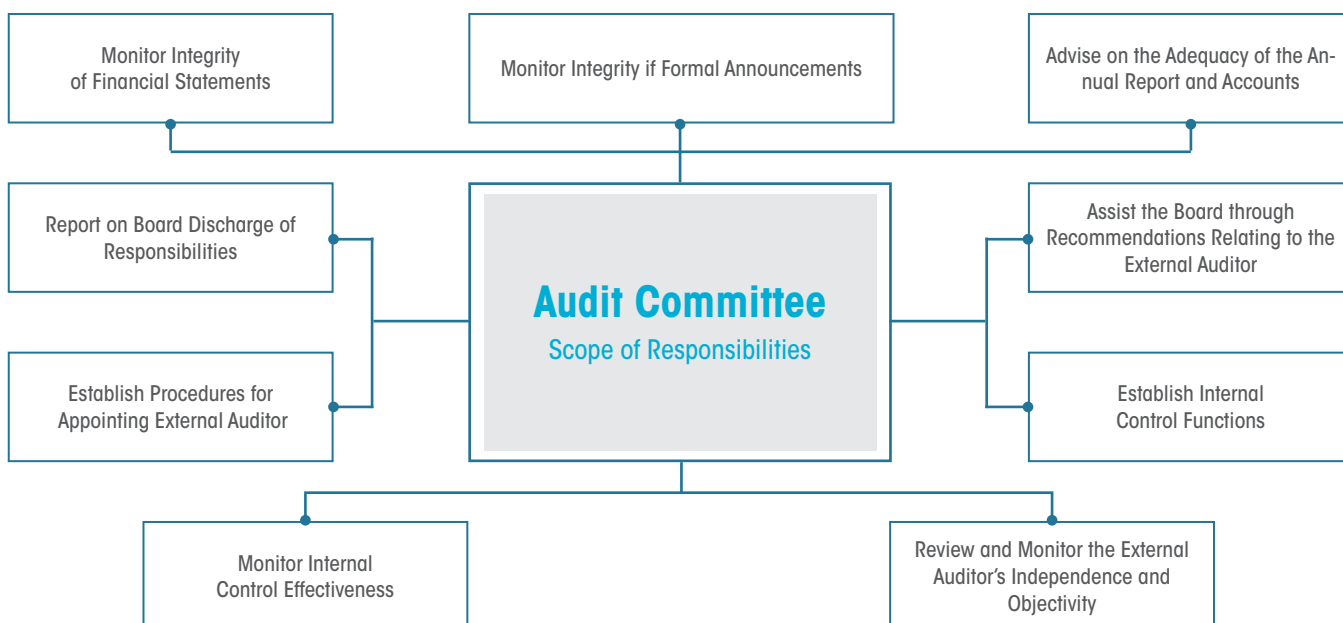 Monitor Integrity
of Financial Statements
Monitor Integrity if Formal Announcements
Advise on the Adequacy of the An-
nual Report and Accounts
Report on Board Discharge of
Responsibilities
Assist the Board through
Recommendations Relating to the
External Auditor
Audit Committee
Scope of Responsibilities
Establish Procedures for
Appointing External Auditor
Establish Internal
Control Functions
Monitor Internal
Control Effectiveness
Review and Monitor the External
Auditor’s Independence and
Objectivity